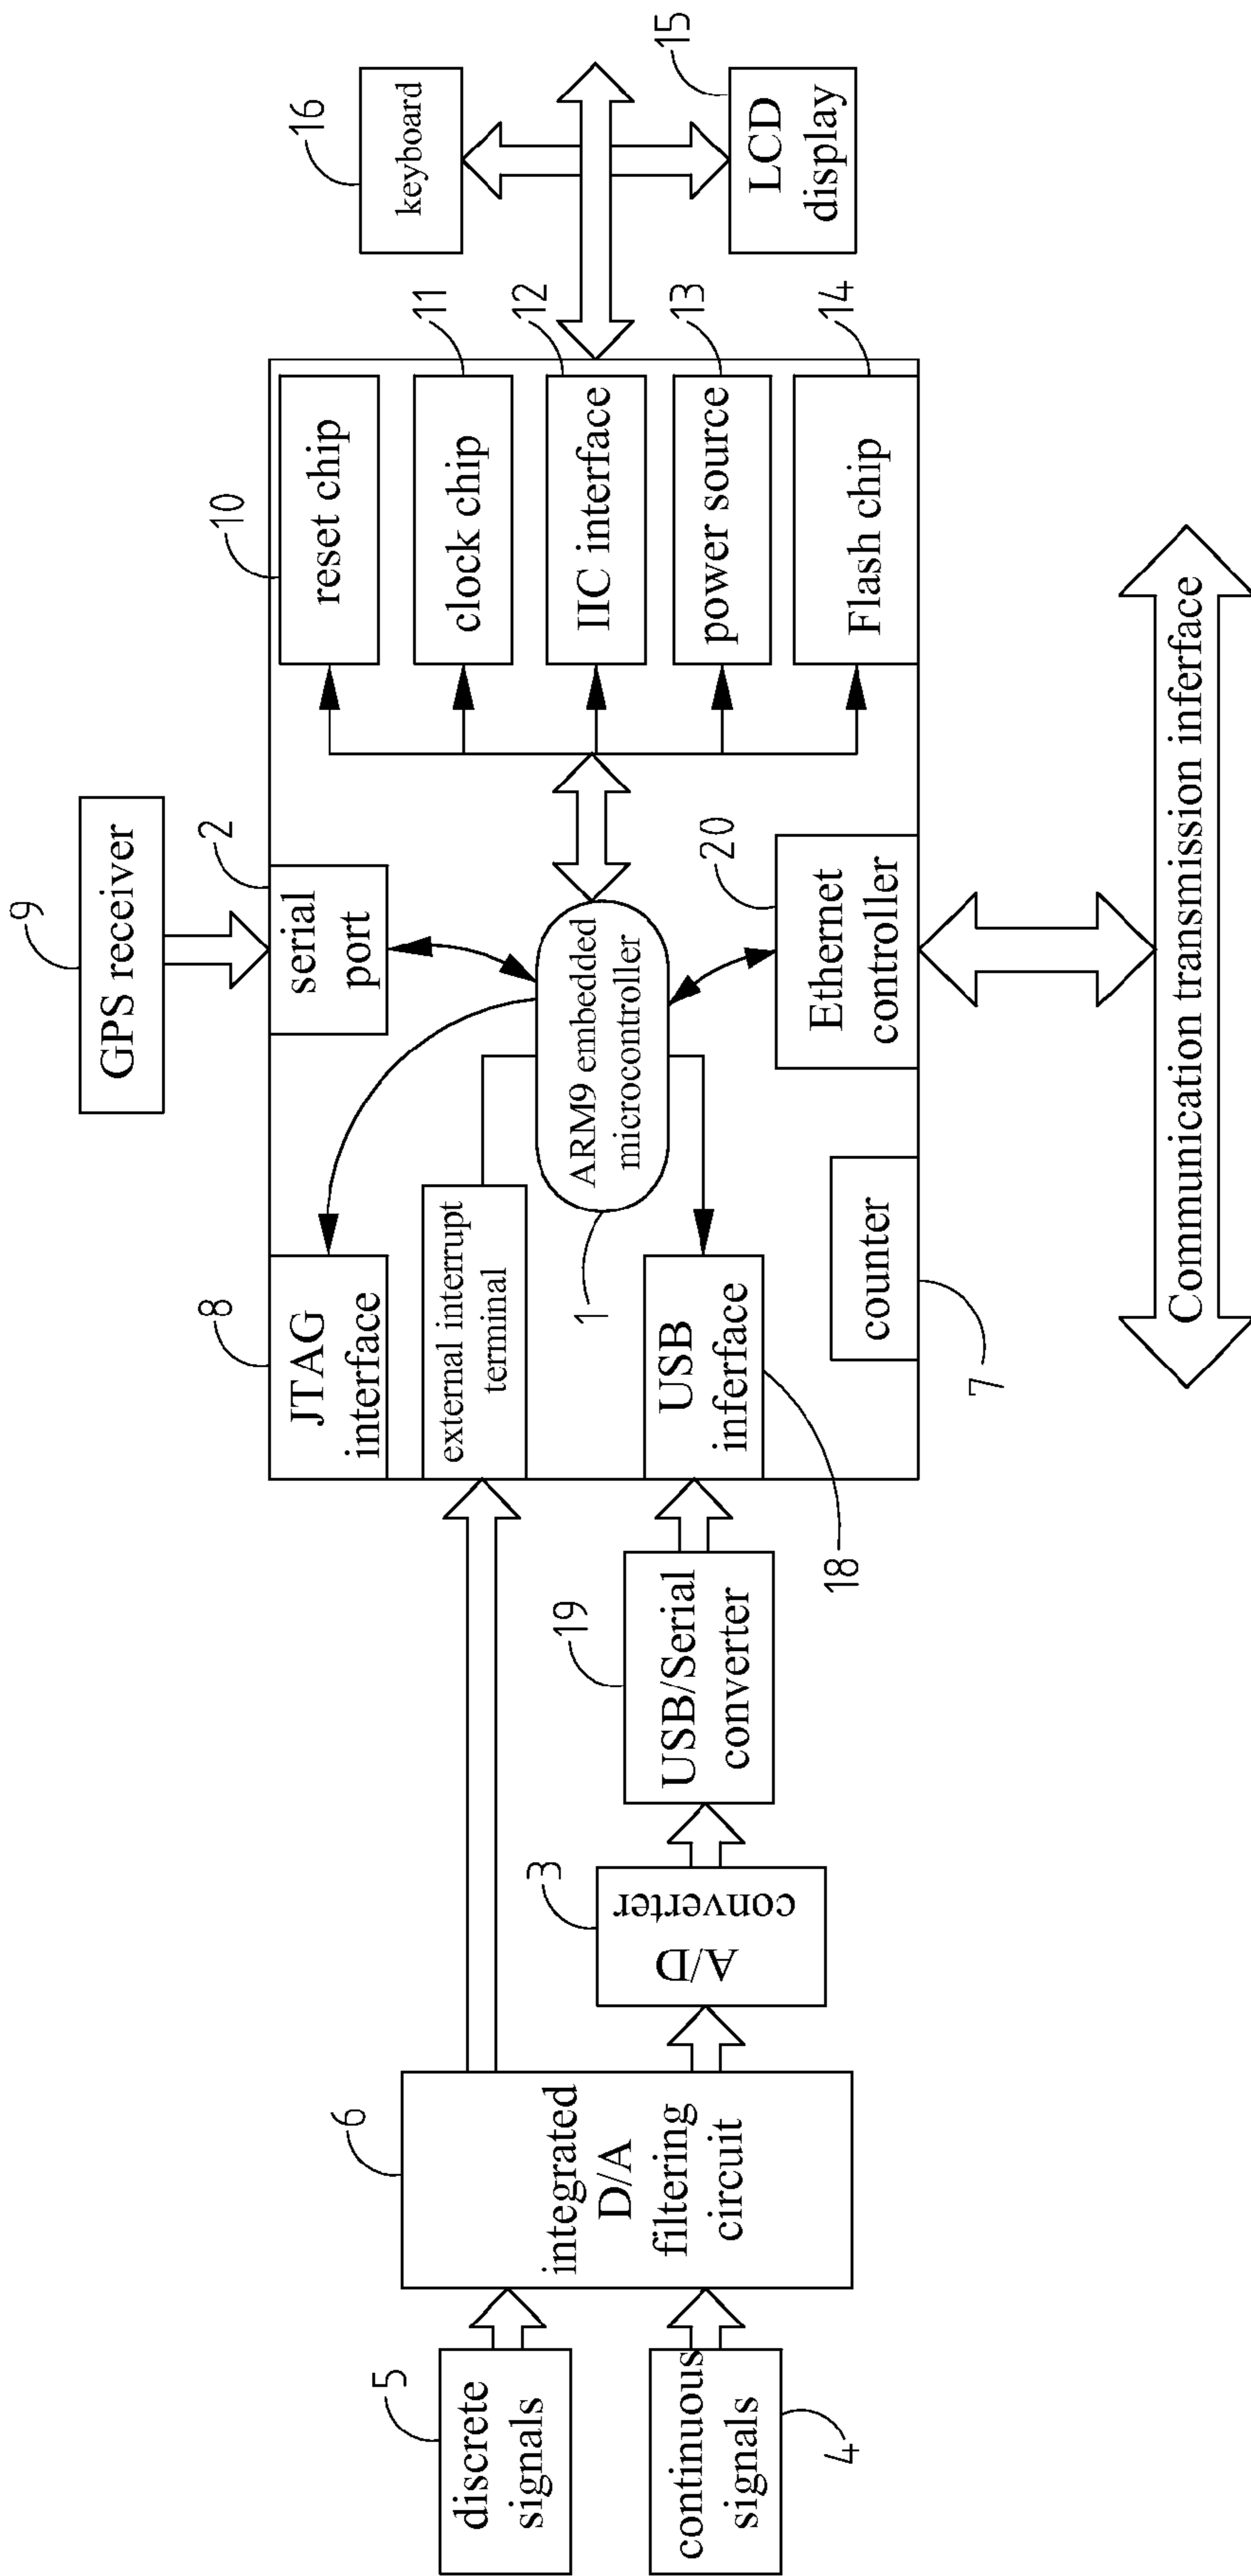 9
GPS receiver
8
JTAG
interface
2
serial
port
10
reset chip
16
keyboard
external interrupt
terminal
11
clock chip
5
discrete
signals
6
integrated
D/A
filtering
circuit
1
ARM9 embedded
microcontroller
12
IIC interface
continuous
signals
4
3
A/D
converter
19
USB/Serial
converter
USB
inferface
18
13
power source
15
LCD
display
counter
7
20
Ethernet
controller
14
Flash chip
Communication transmission inferface